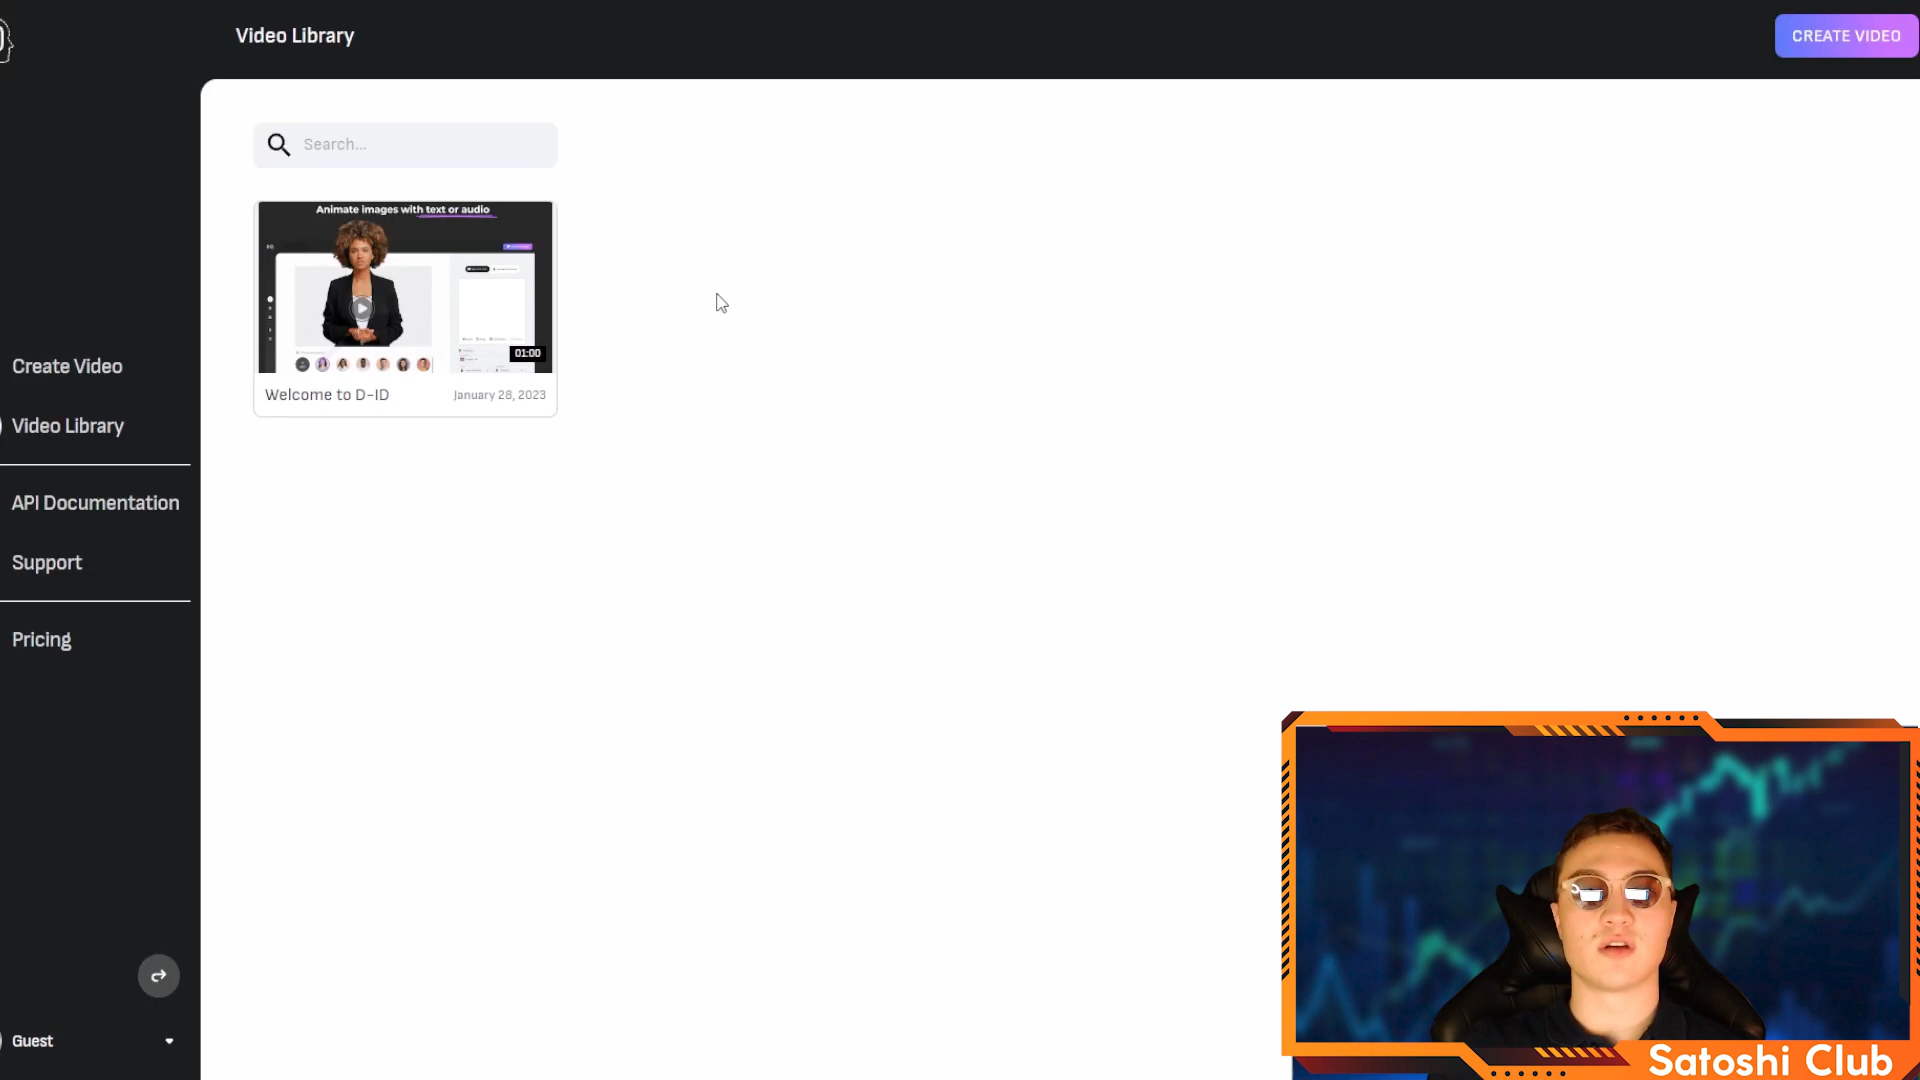 Video Library
CREATE VIDEO
Search...
Animate images with text or audio
01:00
Welcome to D-ID
January 28, 2023
Create Video
Video Library
API Documentation
Support
Pricing
Guest
Satoshi Club